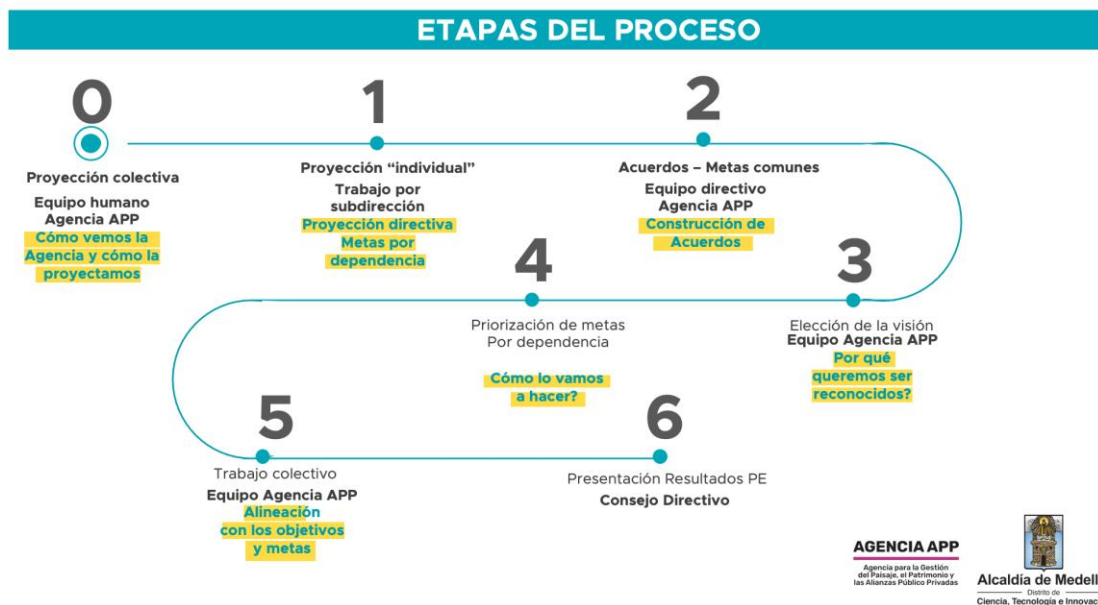 ETAPAS DEL PROCESO
0
Proyección colectiva
Equipo humano
Agencia APP
Cómo vemos la
Agencia y cómo la
proyectamos
1
Proyección “individual”
Trabajo por
subdirección
Proyección directiva
Metas por
dependencia
2
Acuerdos – Metas comunes
Equipo directivo
Agencia APP
Construcción de
Acuerdos
3
Elección de la visión
Equipo Agencia APP
Por qué
queremos ser
reconocidos?
4
Priorización de metas
Por dependencia
Cómo lo vamos
a hacer?
5
Trabajo colectivo
Equipo Agencia APP
Alineación
con los objetivos
y metas
6
Presentación Resultados PE
Consejo Directivo
AGENCIA APP
Agencia para la Gestión
del Paisaje, el Patrimonio y
las Alianzas Público Privadas
Alcaldía de Medell
Distrito de
Ciencia, Tecnología e Innovac